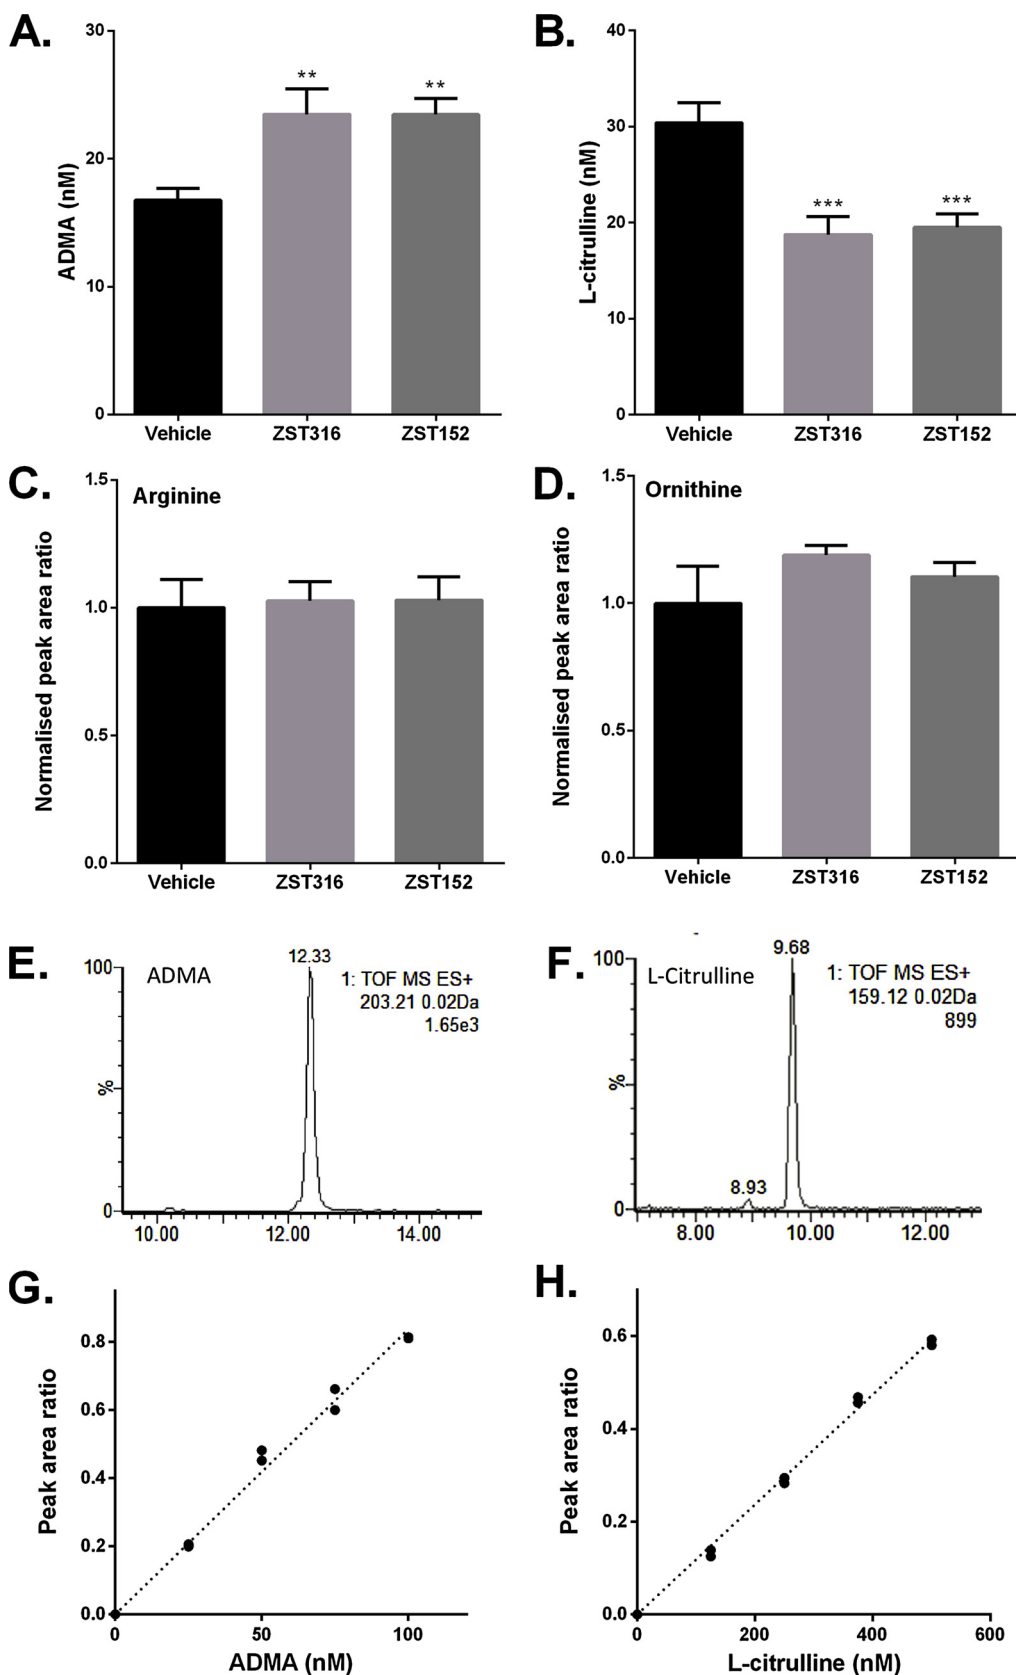 A.
30
20
10
0
ADMA (nM)
**
**
Vehicle
ZST316
ZST152
B.
40
30
20
10
0
L-citrulline (nM)
***
***
Vehicle
ZST316
ZST152
C.
Arginine
1.5
1.0
0.5
0.0
Normalised peak area ratio
Vehicle
ZST316
ZST152
D.
Ornithine
1.5
1.0
0.5
0.0
Normalised peak area ratio
Vehicle
ZST316
ZST152
E.
ADMA
12.33
1: TOF MS ES+
203.21 0.02Da
1.65e3
100
%
0
10.00
12.00
14.00
F.
L-Citrulline
9.68
1: TOF MS ES+
159.12 0.02Da
899
100
%
8.93
0
8.00
10.00
12.00
G.
0.8
0.6
0.4
0.2
0.0
Peak area ratio
0
50
100
ADMA (nM)
H.
0.6
0.4
0.2
0.0
Peak area ratio
0
200
400
600
L-citrulline (nM)